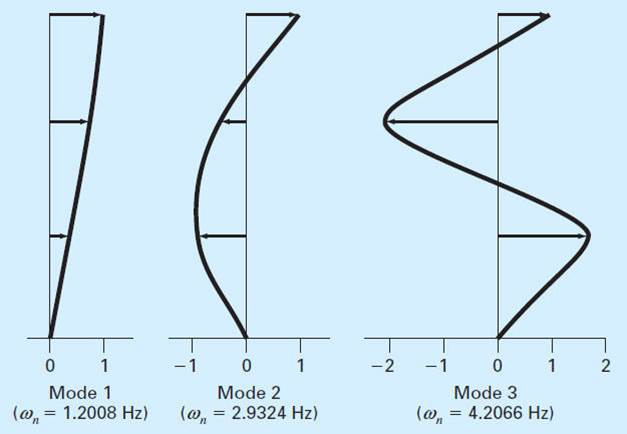 0 1
−1 0 1
−2 −1 0 1 2
Mode 1
(ωn = 1.2008 Hz)
Mode 2
(ωn = 2.9324 Hz)
Mode 3
(ωn = 4.2066 Hz)